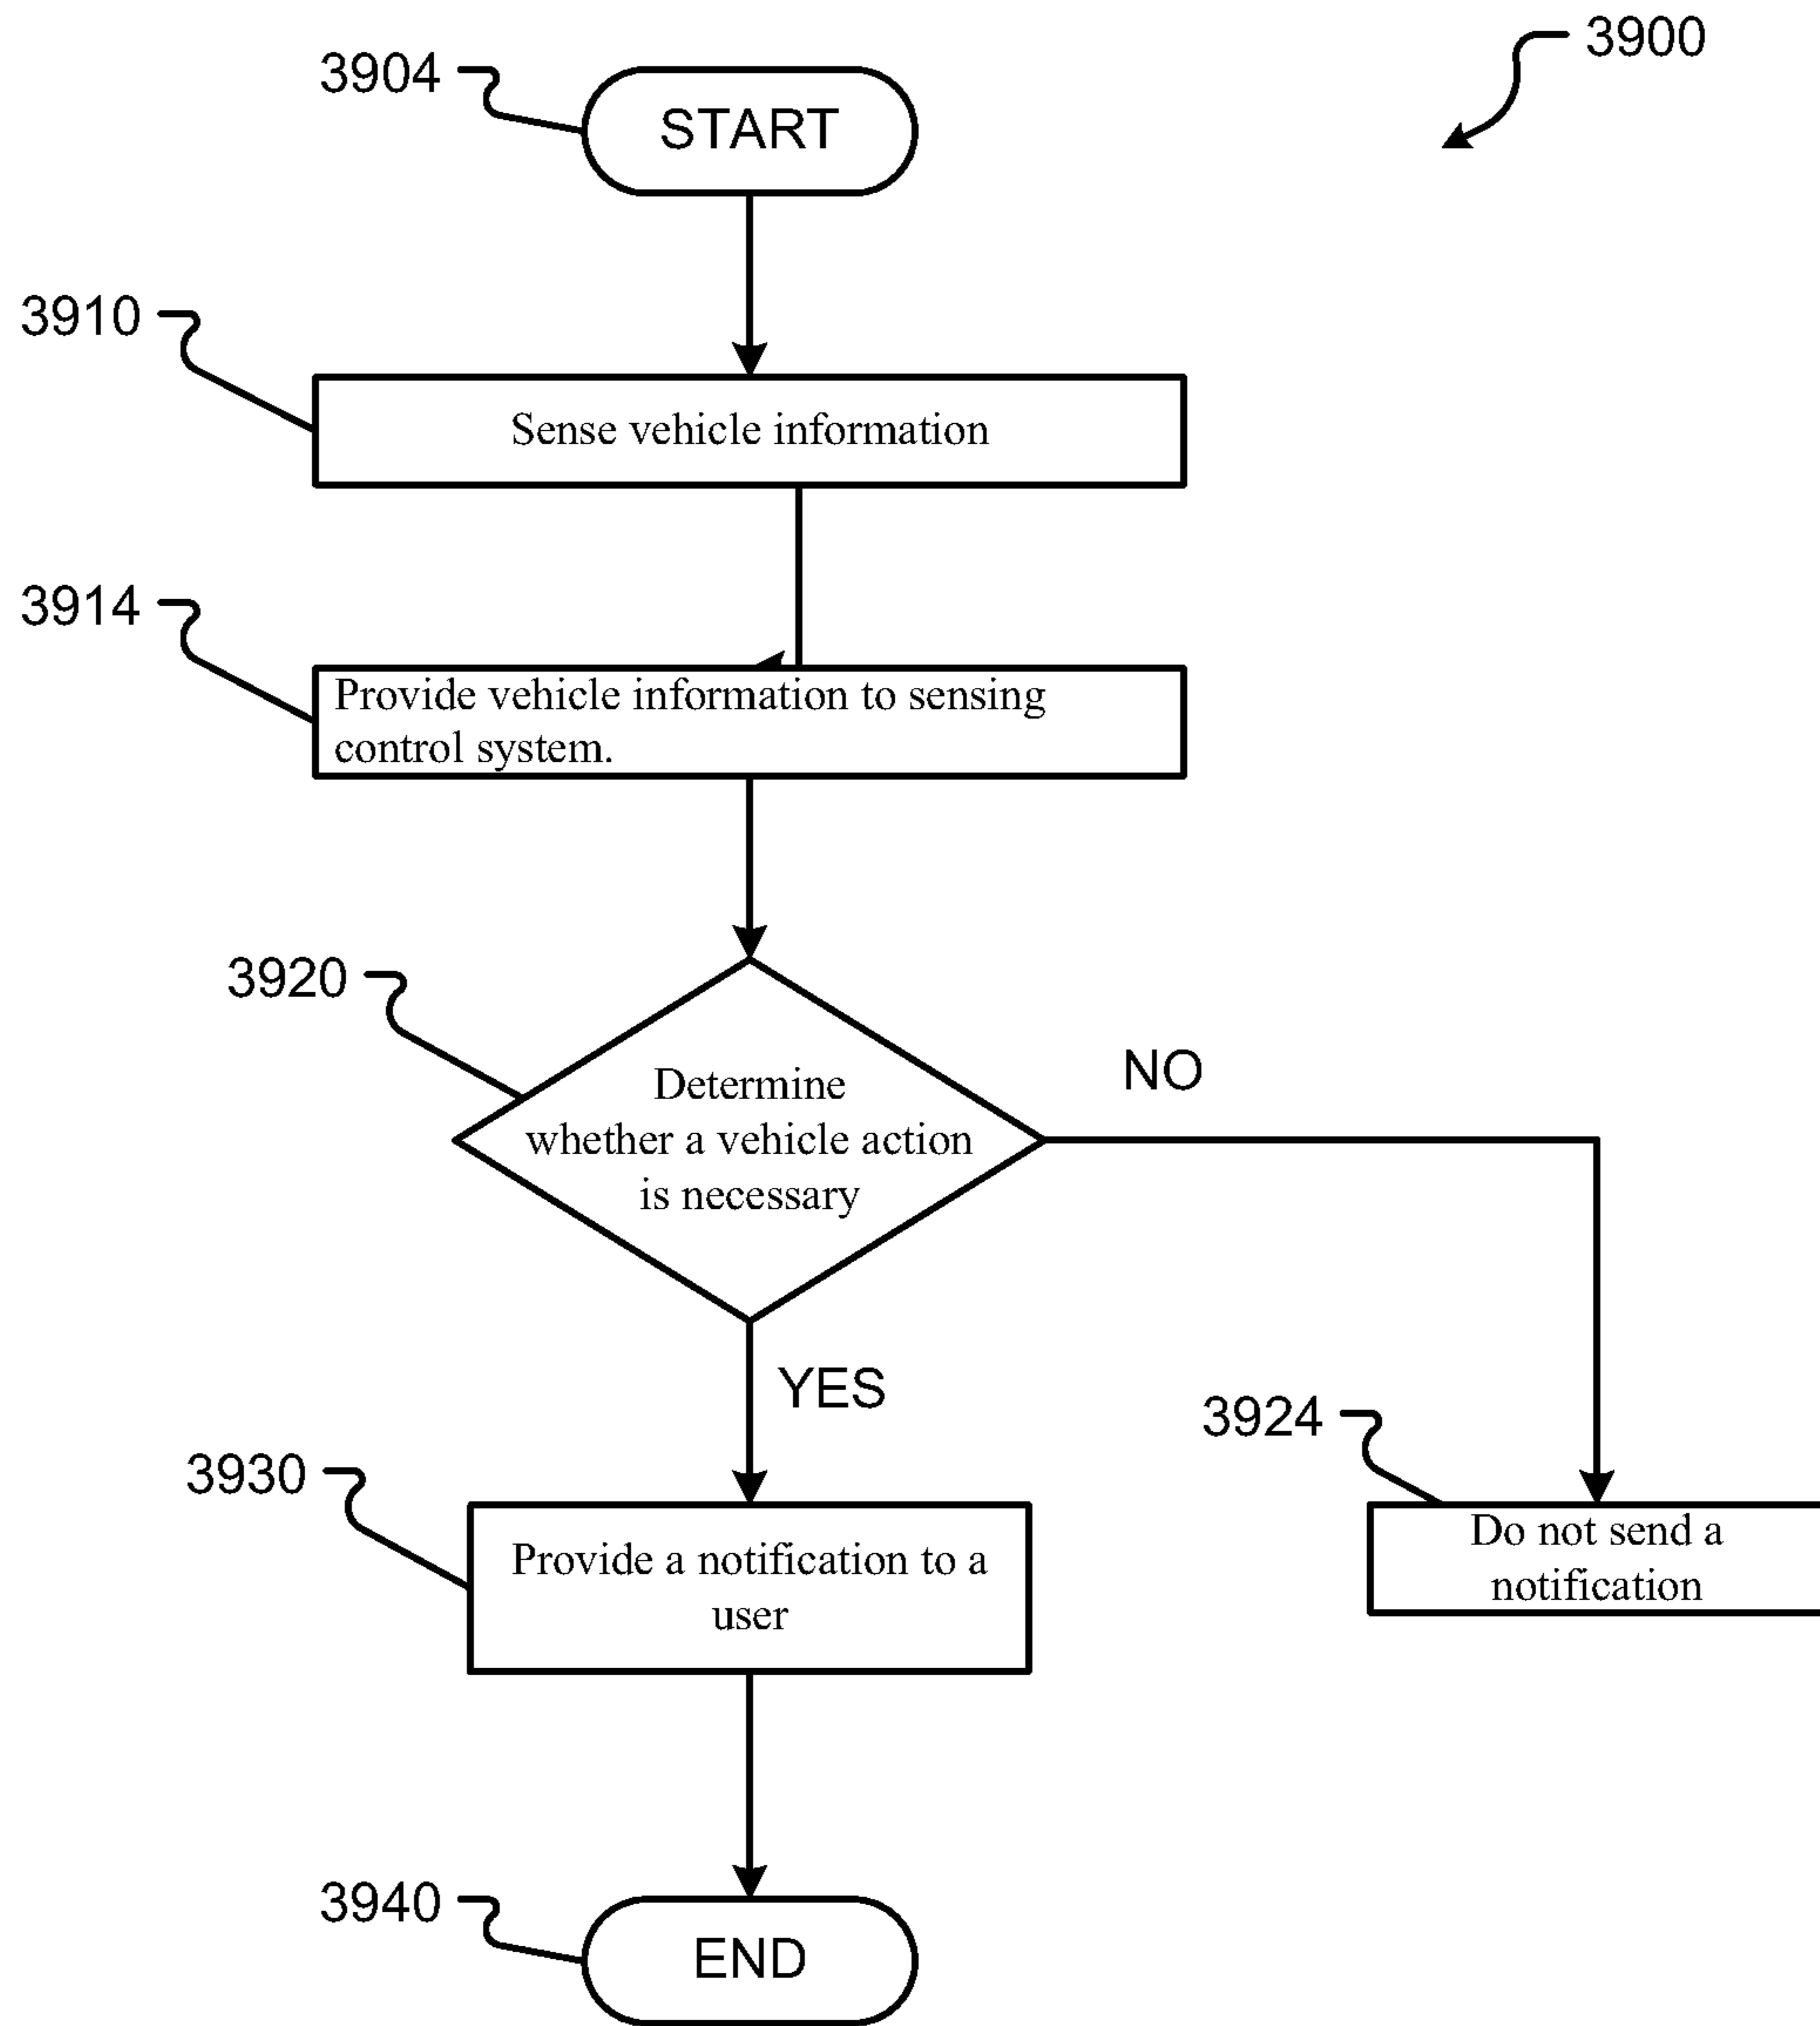 3900
3904
START
3910
Sense vehicle information
3914
Provide vehicle information to sensing
control system.
3920
Determine
whether a vehicle action
is necessary
NO
YES
3924
3930
Do not send a
notification
Provide a notification to a
user
3940
END